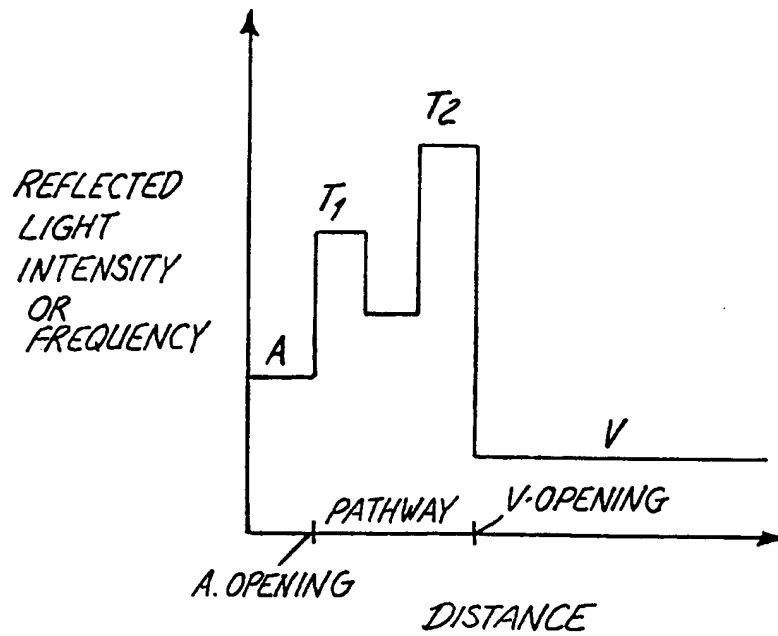 T2
T1
REFLECTED
LIGHT
INTENSITY
OR
FREQUENCY
A
V
PATHWAY
V-OPENING
A. OPENING
DISTANCE